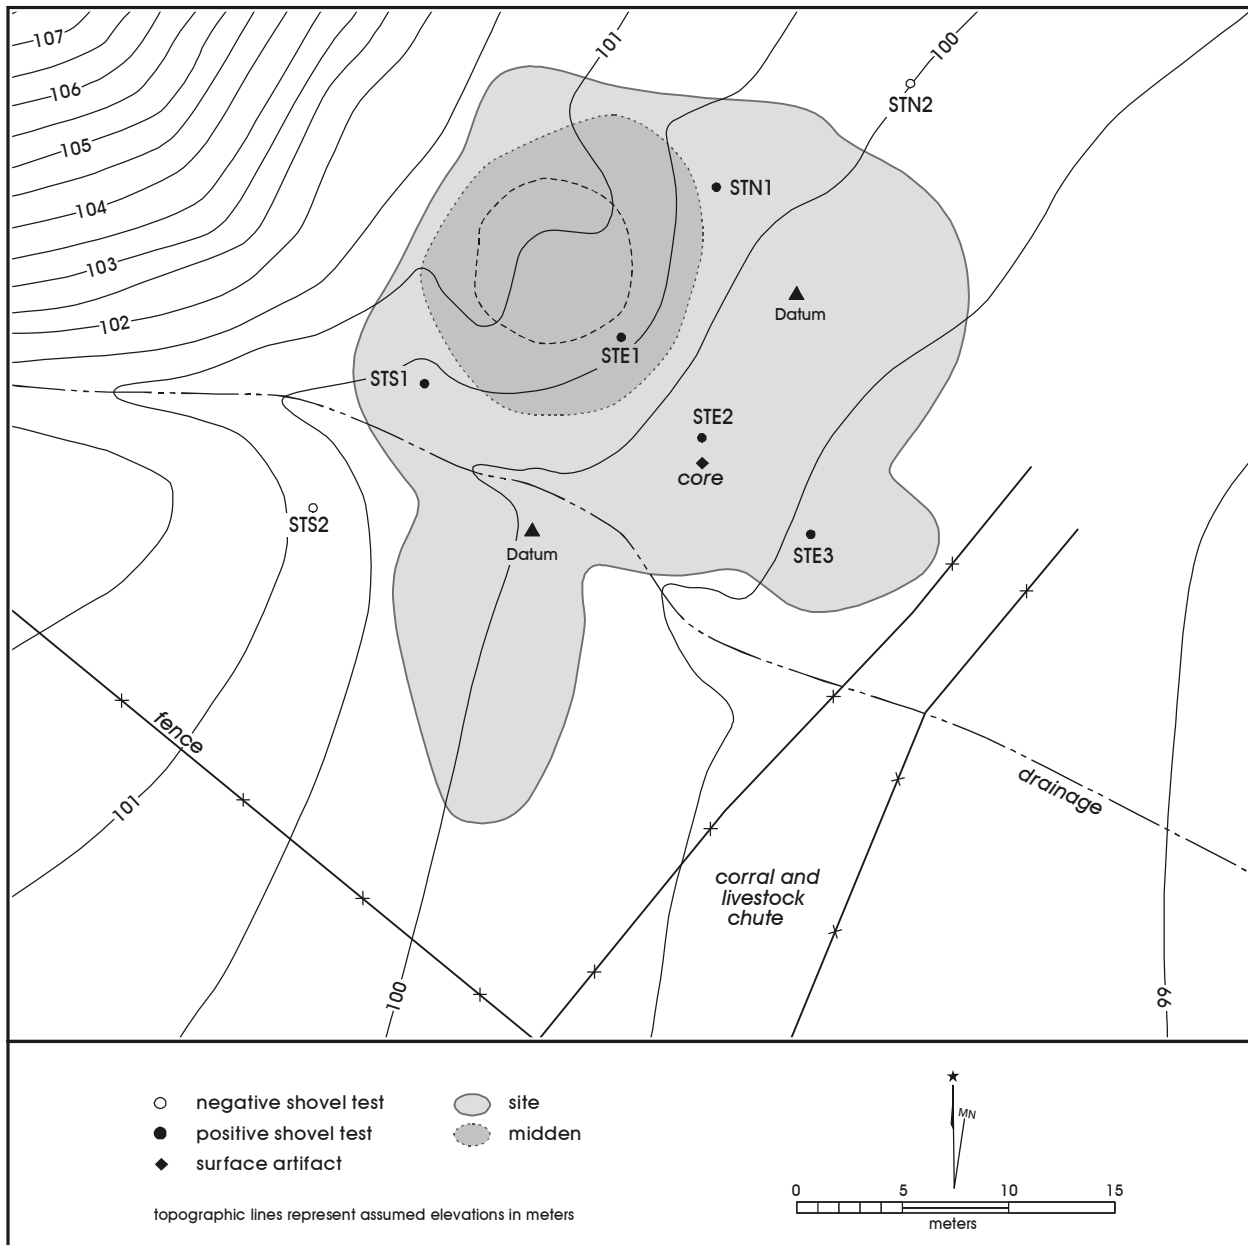 107
101
100
106
STN2
105
STN1
104
103
Datum
102
STE1
STS1
STE2
core
STS2
Datum
STE3
fence
drainage
101
corral and
livestock
chute
100
99
negative shovel test
site
positive shovel test
midden
surface artifact
topographic lines represent assumed elevations in meters
MN
0 5 10 15
meters